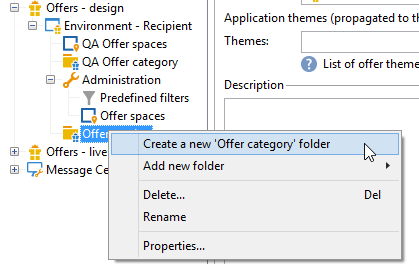 Offers - design
Environment - Recipient
QA Offer spaces
QA Offer category
Administration
Predefined filters
Offer spaces
Offer
Offers - live
Message Ce
Application themes (propagated to t
Themes:
List of offer theme
Description
Create a new 'Offer category' folder
Add new folder
Delete... Del
Rename
Properties...